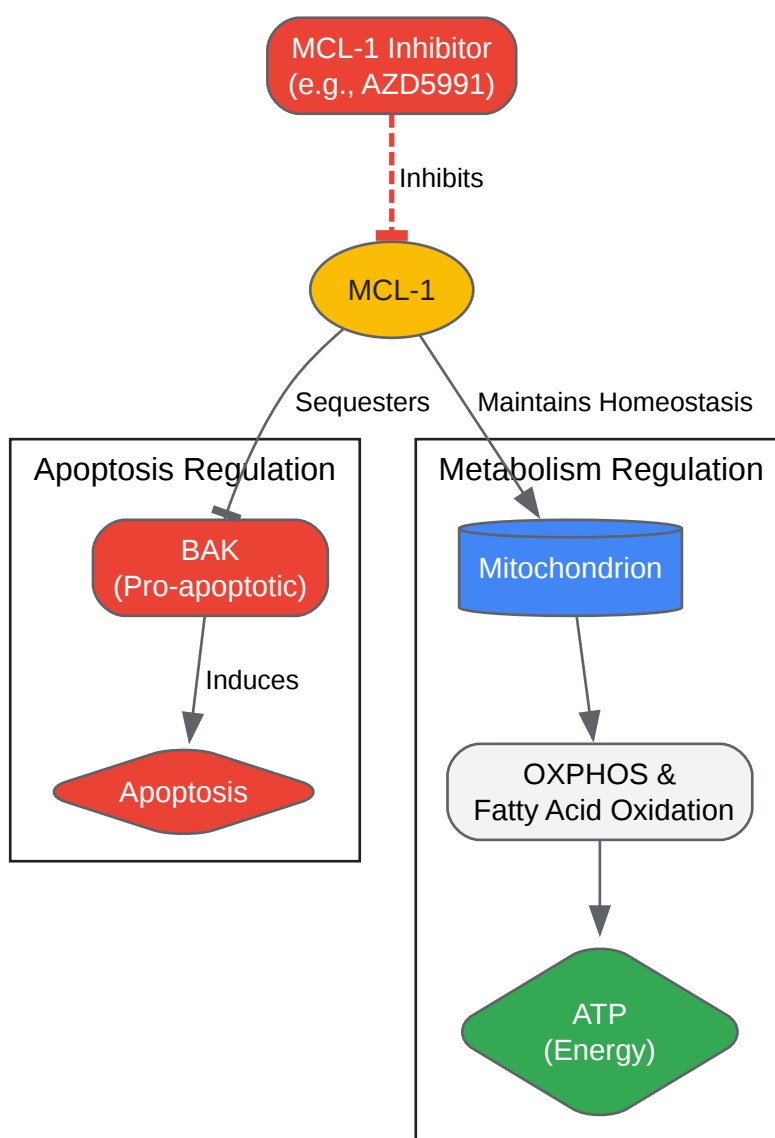 MCL-1 Inhibitor
(e.g., AZD5991)
Inhibits
MCL-1
Sequesters
Maintains Homeostasis
Apoptosis Regulation
Metabolism Regulation
BAK
(Pro-apoptotic)
Mitochondrion
Induces
Apoptosis
OXPHOS &
Fatty Acid Oxidation
ATP
(Energy)